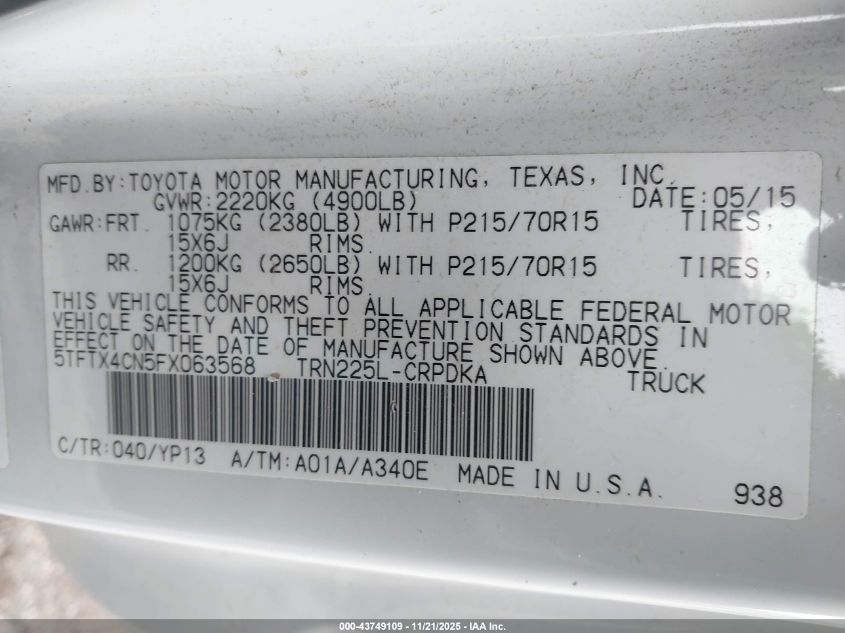 MFD.BY:TOYOTA MOTOR MANUFACTURING, TEXAS, INC.
GVWR:2220KG (4900LB) DATE:05/15
GAWR:FRT. 1075KG (2380LB) WITH P215/70R15 TIRES,
15X6J RIMS.
RR. 1200KG (2650LB) WITH P215/70R15 TIRES,
15X6J RIMS.
THIS VEHICLE CONFORMS TO ALL APPLICABLE FEDERAL MOTOR
VEHICLE SAFETY AND THEFT PREVENTION STANDARDS IN
EFFECT ON THE DATE OF MANUFACTURE SHOWN ABOVE.
5TFTX4CN5FX063568 TRN225L-CRPDKA TRUCK
C/TR:040/YP13 A/TM:A01A/A340E MADE IN U.S.A. 938
000-43749109 - 11/21/2025 - IAA Inc.